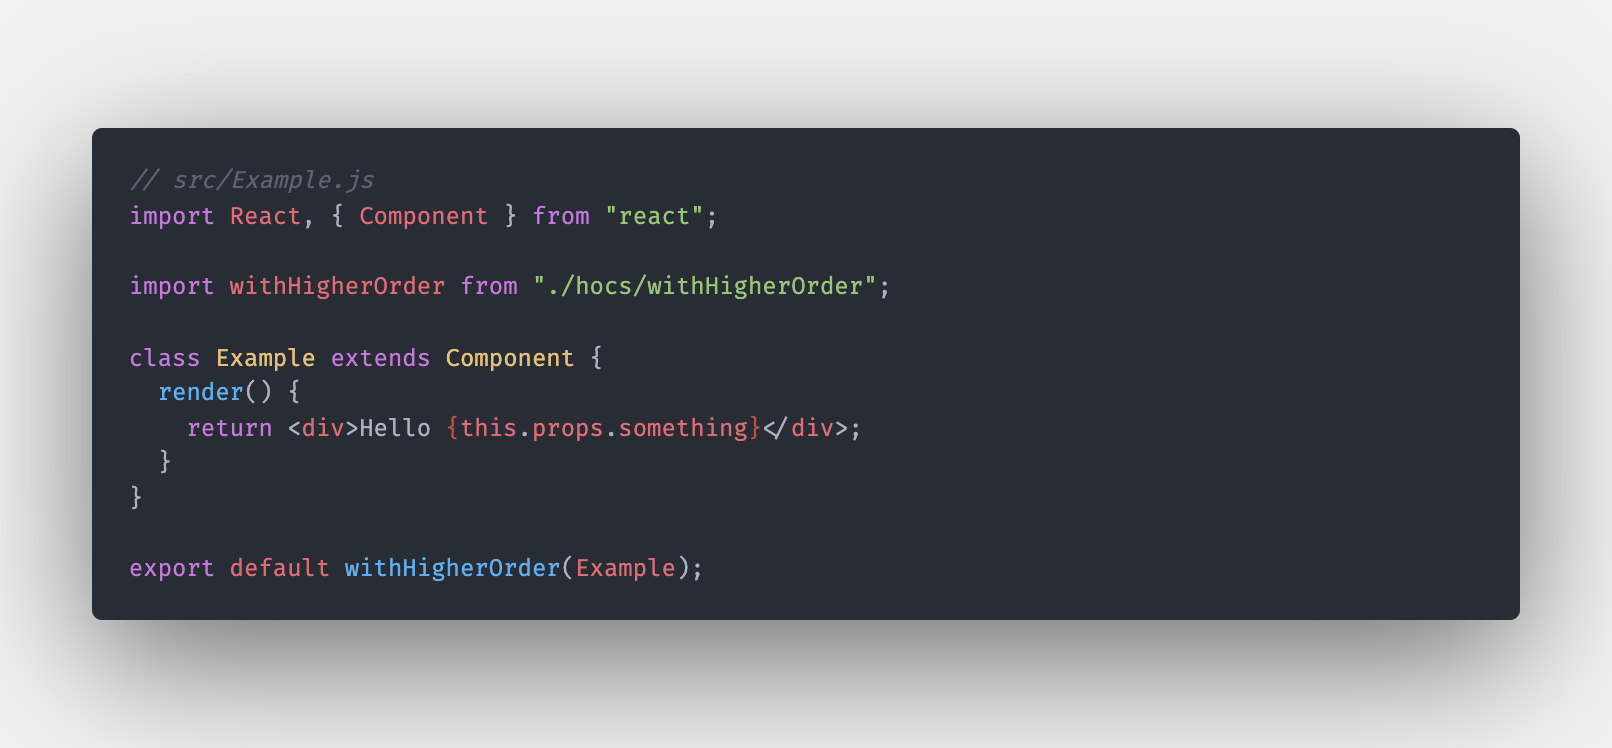 // src/Example.js
import React, { Component } from "react";
import withHigherOrder from "./hocs/withHigherOrder";
class Example extends Component {
  render() {
    return <div>Hello {this.props.something}</div>;
  }
}
export default withHigherOrder(Example);